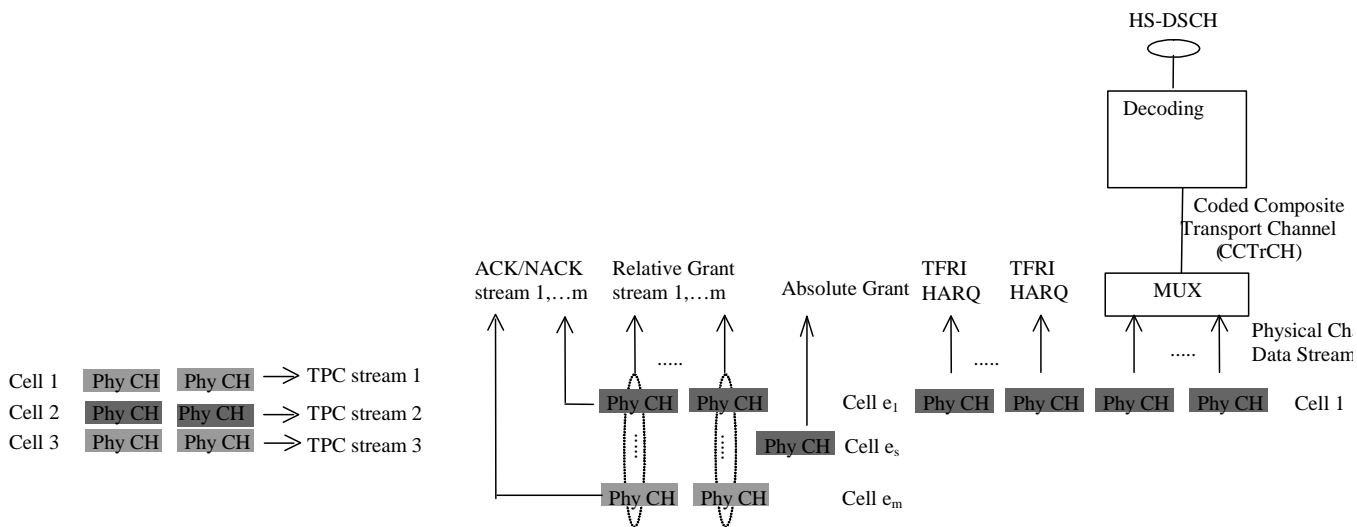 HS-DSCH
Decoding
Coded Composite
Transport Channel
(CCTrCH)
MUX
Physical Ch
Data Stream
ACK/NACK
stream 1,…m
Relative Grant
stream 1,…m
Absolute Grant
TFRI
HARQ
TFRI
HARQ
.....
.....
.....
Cell 1 Phy CH Phy CH TPC stream 1
Cell 2 Phy CH Phy CH TPC stream 2
Cell 3 Phy CH Phy CH TPC stream 3
Phy CH Phy CH Cell e1 Phy CH Phy CH Phy CH Phy CH Cell 1
Phy CH Cell es
Phy CH Phy CH Cell em